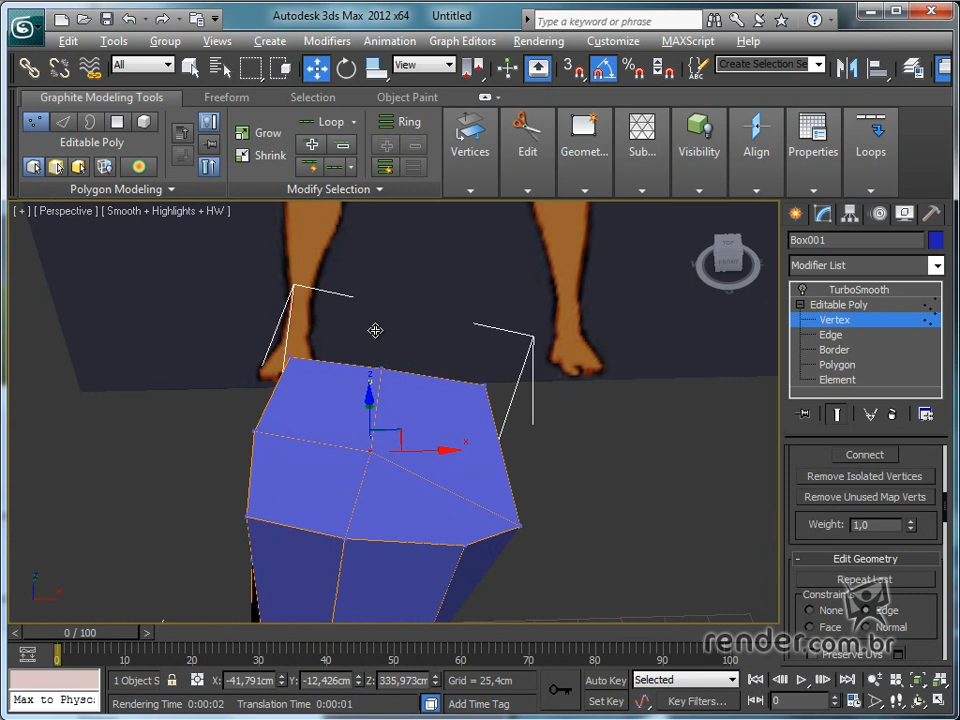 Autodesk 3ds Max 2012 x64 Untitled
Type a keyword or phrase
Edit Tools Group Views Create Modifiers Animation Graph Editors Rendering Customize MAXScript Help
All View 3 % ABC Create Selection Se
Graphite Modeling Tools Freeform Selection Object Paint
Editable Poly
Polygon Modeling
Grow
Shrink
Loop Ring
Modify Selection
Vertices Edit Geomet... Sub... Visibility Align Properties Loops
[ + ] [ Perspective ] [ Smooth + Highlights + HW ]
TOP
FRONT
z
x
Box001
Modifier List
TurboSmooth
Editable Poly
Vertex
Edge
Border
Polygon
Element
Connect
Remove Isolated Vertices
Remove Unused Map Verts
Weight: 1,0
- Edit Geometry
Repeat Last
Constraints
None Edge
Face Normal
Preserve UVs
render.com.br
z
x
< 0 / 100 >
0 10 20 30 40 50 60 70 80 90 100
1 Object S X: -41,791cm Y: -12,426cm Z: 335,973cm Grid = 25,4cm Auto Key Selected
Max to Physc: Rendering Time 0:00:02 Translation Time 0:00:01 Add Time Tag Set Key Key Filters... 0